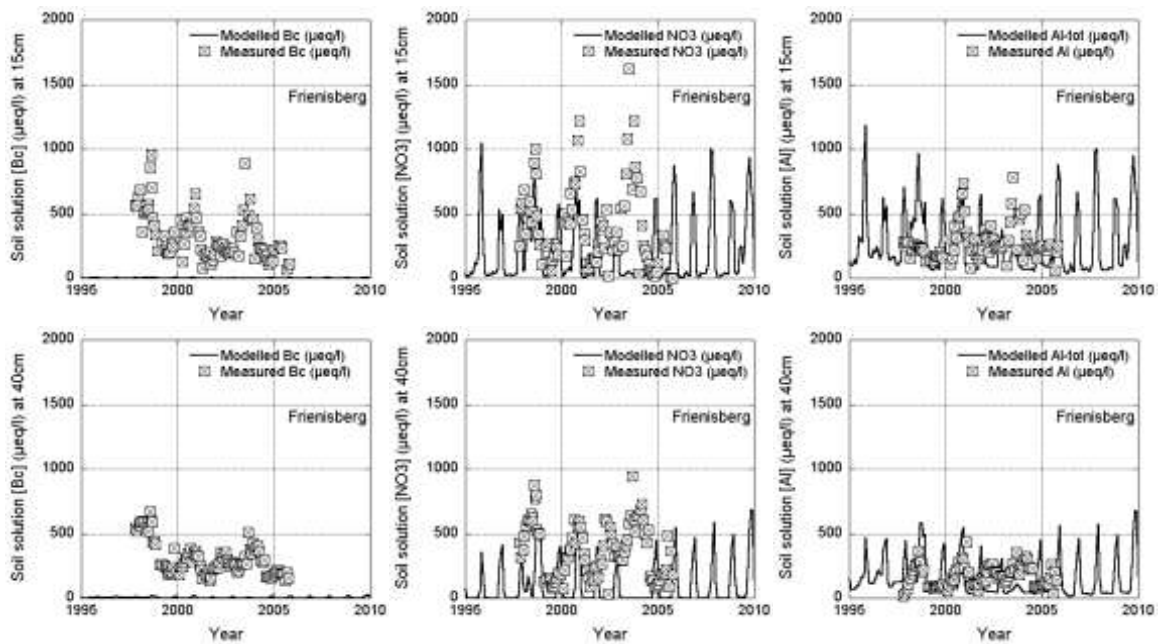 2000
1500
1000
500
0
1995 2000 2005 2010
Year
Soil solution [Bc] (µeq/l) at 15cm
Modelled Bc (µeq/l)
Measured Bc (µeq/l)
Frienisberg
2000
1500
1000
500
0
1995 2000 2005 2010
Year
Soil solution [NO3] (µeq/l) at 15cm
Modelled NO3 (µeq/l)
Measured NO3 (µeq/l)
Frienisberg
2000
1500
1000
500
0
1995 2000 2005 2010
Year
Soil solution [Al] (µeq/l) at 15cm
Modelled Al-tot (µeq/l)
Measured Al (µeq/l)
Frienisberg
2000
1500
1000
500
0
1995 2000 2005 2010
Year
Soil solution [Bc] (µeq/l) at 40cm
Modelled Bc (µeq/l)
Measured Bc (µeq/l)
Frienisberg
2000
1500
1000
500
0
1995 2000 2005 2010
Year
Soil solution [NO3] (µeq/l) at 40cm
Modelled NO3 (µeq/l)
Measured NO3 (µeq/l)
Frienisberg
2000
1500
1000
500
0
1995 2000 2005 2010
Year
Soil solution [Al] (µeq/l) at 40cm
Modelled Al-tot (µeq/l)
Measured Al (µeq/l)
Frienisberg